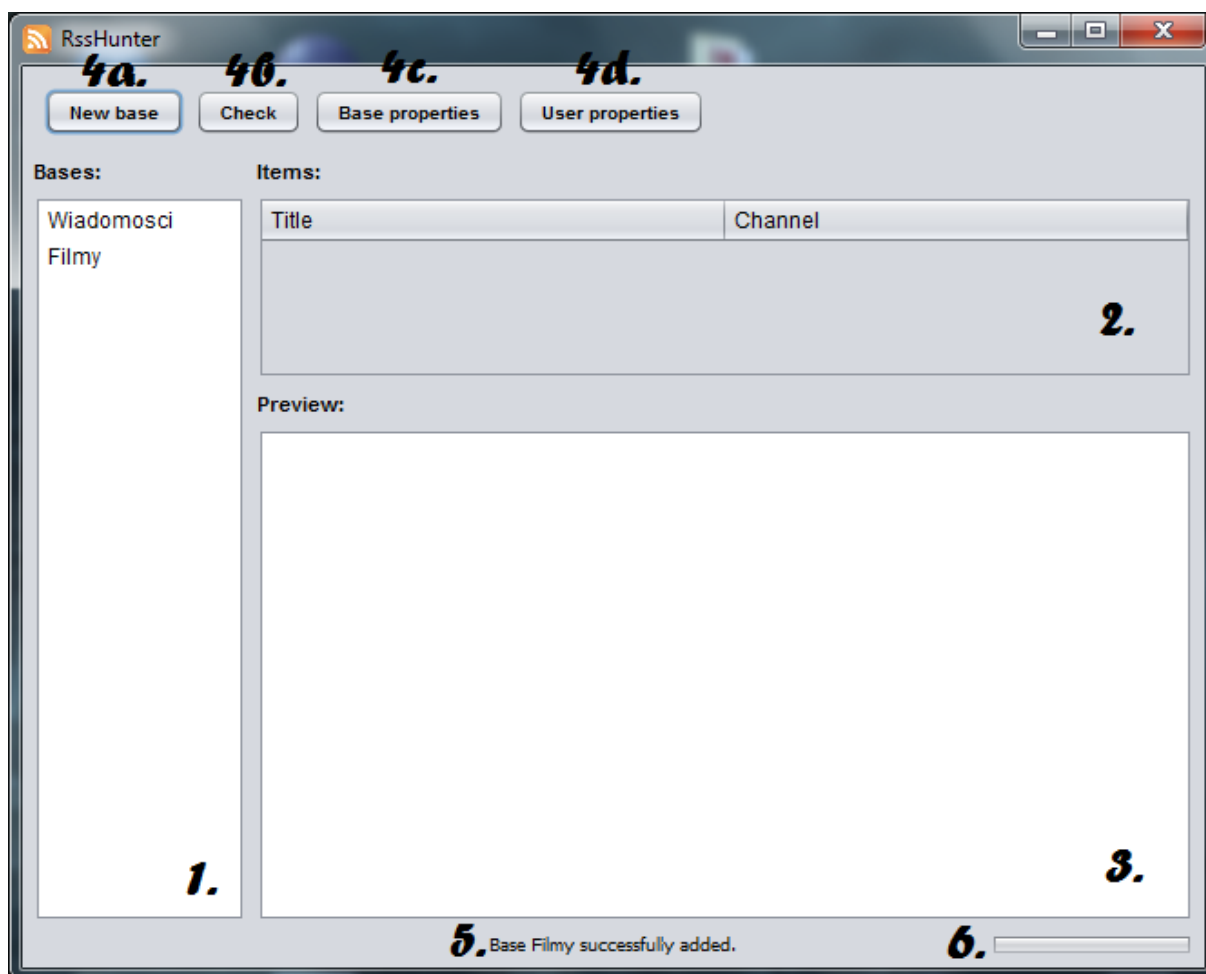 RssHunter
4a. 4b. 4c. 4d.
New base Check Base properties User properties
Bases: Items:
Wiadomosci Title Channel
Filmy
2.
Preview:
1. 3.
5. Base Filmy successfully added. 6.